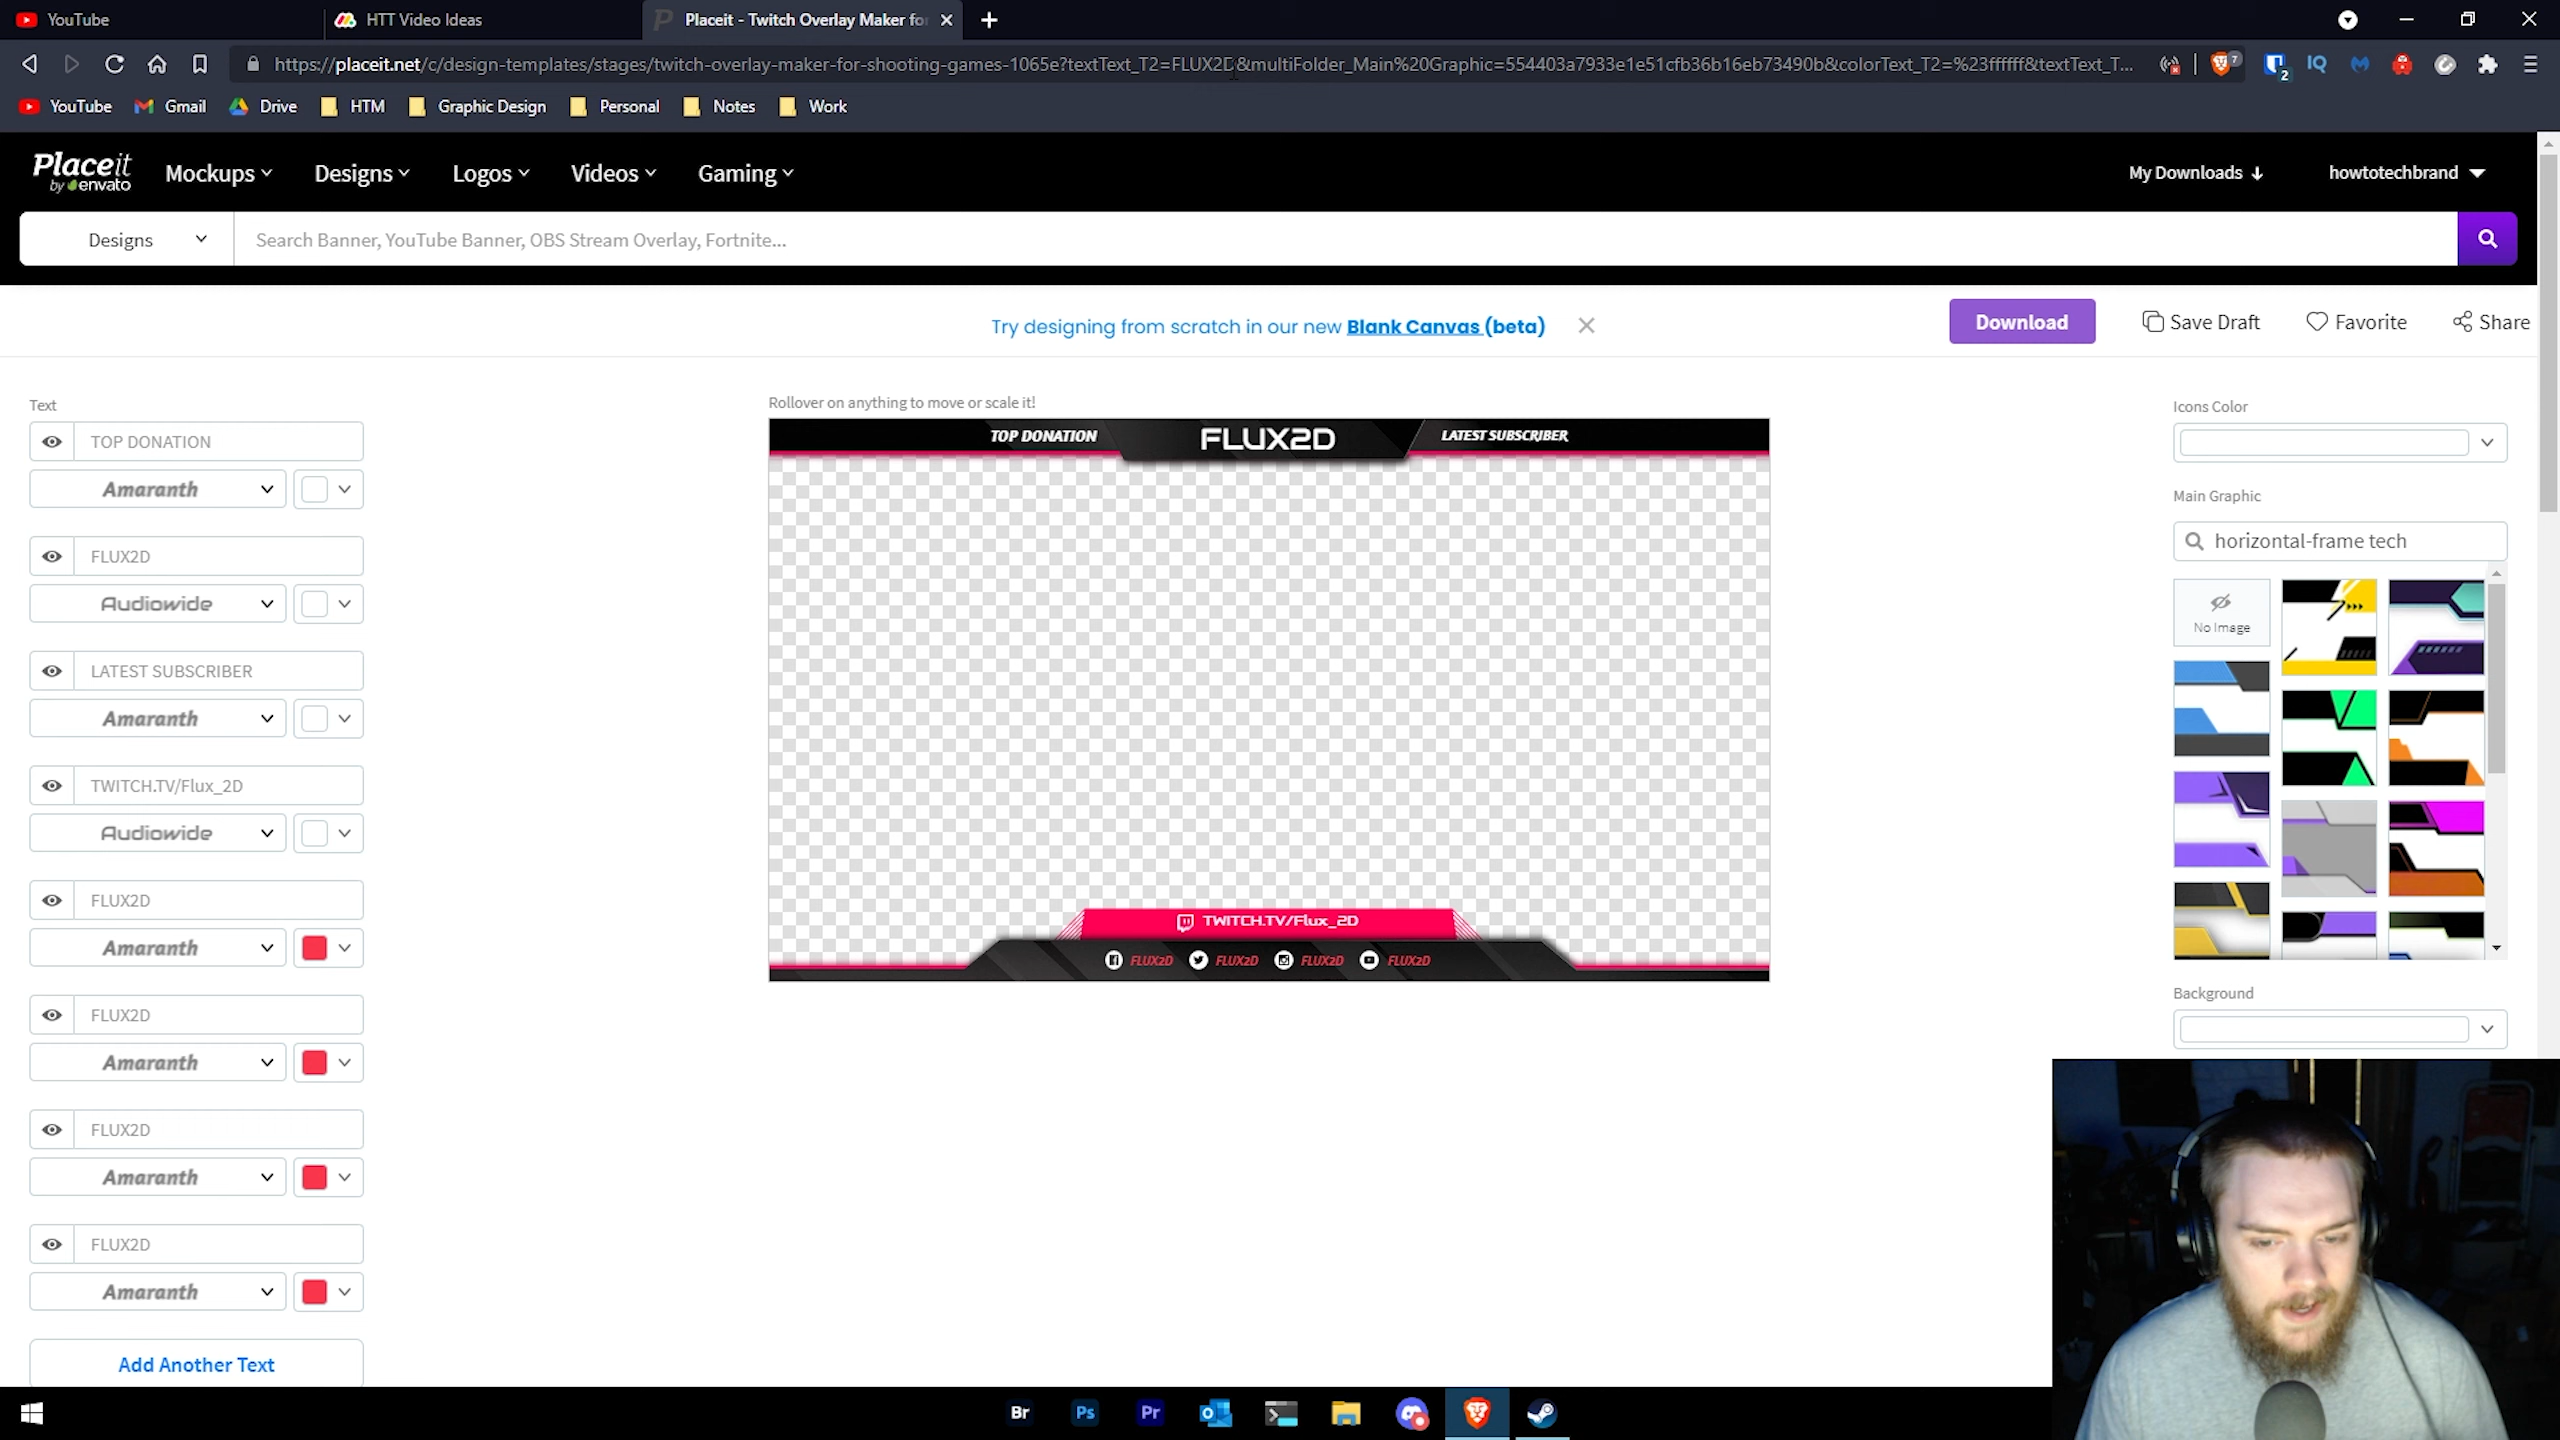 YouTube
HTT Video Ideas
Placeit - Twitch Overlay Maker fo
https://placeit.net/c/design-templates/stages/twitch-overlay-maker-for-shooting-games-1065e?textText_T2=FLUX2D&multiFolder_Main%20Graphic=554403a7933e1e51cfb36b16eb73490b&colorText_T2=%23ffffff&textText_T...
7
2
IQ
YouTube
Gmail
Drive
HTM
Graphic Design
Personal
Notes
Work
Placeit
by envato
Mockups
Designs
Logos
Videos
Gaming
My Downloads
howtotechbrand
Designs
Search Banner, YouTube Banner, OBS Stream Overlay, Fortnite...
Try designing from scratch in our new Blank Canvas (beta)
Download
Save Draft
Favorite
Share
Text
TOP DONATION
Amaranth
FLUX2D
Audiowide
LATEST SUBSCRIBER
Amaranth
TWITCH.TV/Flux_2D
Audiowide
FLUX2D
Amaranth
FLUX2D
Amaranth
FLUX2D
Amaranth
FLUX2D
Amaranth
Add Another Text
Rollover on anything to move or scale it!
TOP DONATION
FLUX2D
LATEST SUBSCRIBER
TWITCH.TV/Flux_2D
FLUX2D
FLUX2D
FLUX2D
FLUX2D
Icons Color
Main Graphic
horizontal-frame tech
No Image
Background
Br
Ps
Pr